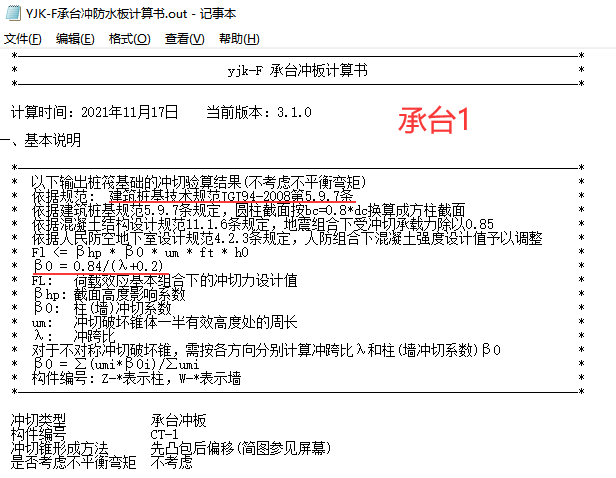 YJK-F承台冲防水板计算书.out - 记事本
文件(F) 编辑(E) 格式(O) 查看(V) 帮助(H)
* yjk-F 承台冲板计算书 *
计算时间: 2021年11月17日 当前版本: 3.1.0
承台1
一、基本说明
* 以下输出桩筏基础的冲切验算结果(不考虑不平衡弯矩) *
* 依据规范: 建筑桩基技术规范JGT94-2008第5.9.7条 *
* 依据建筑桩基规范5.9.7条规定，圆柱截面按bc=0.8*dc换算成方柱截面 *
* 依据混凝土结构设计规范11.1.6条规定，地震组合下受冲切承载力除以0.85 *
* 依据人民防空地下室设计规范4.2.3条规定，人防组合下混凝土强度设计值予以调整 *
* Fl <= βhp * β0 * um * ft * h0 *
* β0 = 0.84/(λ+0.2) *
* FL: 荷载效应基本组合下的冲切力设计值 *
* βhp: 截面高度影响系数 *
* β0: 柱(墙)冲切系数 *
* um: 冲切破坏锥体一半有效高度处的周长 *
* λ: 冲跨比 *
* 对于不对称冲切破坏锥，需按各方向分别计算冲跨比λ和柱(墙冲切系数)β0 *
* β0 = ∑(umi*β0i)/∑umi *
* 构件编号: Z-*表示柱，W-*表示墙 *
冲切类型 承台冲板
构件编号 CT-1
冲切锥形成方法 先凸包后偏移(简图参见屏幕)
是否考虑不平衡弯矩 不考虑